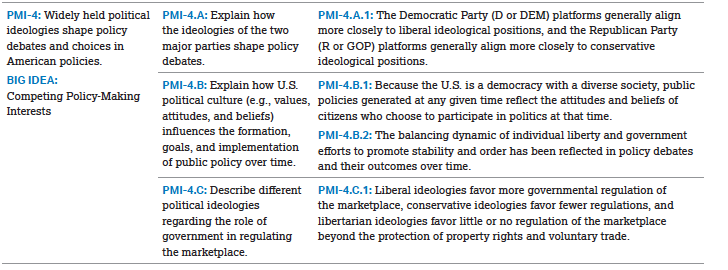 PMI-4: Widely held political
ideologies shape policy
debates and choices in
American policies.
BIG IDEA:
Competing Policy-Making
Interests
PMI-4.A: Explain how
the ideologies of the two
major parties shape policy
debates.
PMI-4.A.1: The Democratic Party (D or DEM) platforms generally align
more closely to liberal ideological positions, and the Republican Party
(R or GOP) platforms generally align more closely to conservative
ideological positions.
PMI-4.B: Explain how U.S.
political culture (e.g., values,
attitudes, and beliefs)
influences the formation,
goals, and implementation
of public policy over time.
PMI-4.B.1: Because the U.S. is a democracy with a diverse society, public
policies generated at any given time reflect the attitudes and beliefs of
citizens who choose to participate in politics at that time.
PMI-4.B.2: The balancing dynamic of individual liberty and government
efforts to promote stability and order has been reflected in policy debates
and their outcomes over time.
PMI-4.C: Describe different
political ideologies
regarding the role of
government in regulating
the marketplace.
PMI-4.C.1: Liberal ideologies favor more governmental regulation of
the marketplace, conservative ideologies favor fewer regulations, and
libertarian ideologies favor little or no regulation of the marketplace
beyond the protection of property rights and voluntary trade.